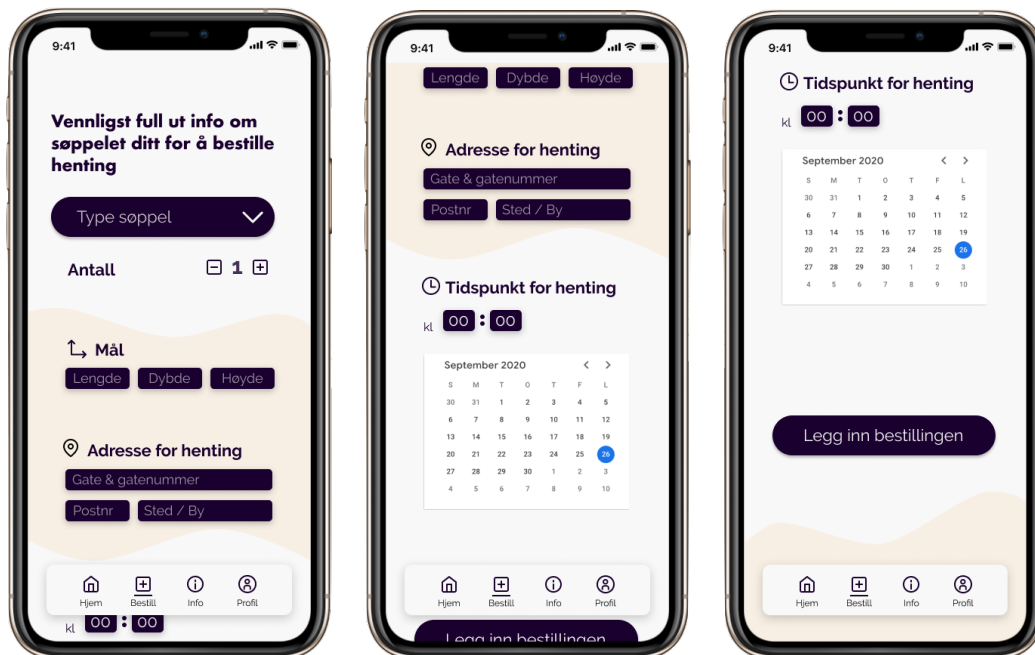 9:41
Vennligst full ut info om
søppelet ditt for å bestille
henting
Type søppel
Antall 1
Mål
Lengde Dybde Høyde
Adresse for henting
Gate & gatenummer
Postnr Sted / By
Hjem Bestill Info Profil
kl 00 : 00
9:41
Lengde Dybde Høyde
Adresse for henting
Gate & gatenummer
Postnr Sted / By
Tidspunkt for henting
kl 00 : 00
September 2020
S M T O T F L
30 31 1 2 3 4 5
6 7 8 9 10 11 12
13 14 15 16 17 18 19
20 21 22 23 24 25 26
27 28 29 30 1 2 3
4 5 6 7 8 9 10
Hjem Bestill Info Profil
Legg inn bestillingen
9:41
Tidspunkt for henting
kl 00 : 00
September 2020
S M T O T F L
30 31 1 2 3 4 5
6 7 8 9 10 11 12
13 14 15 16 17 18 19
20 21 22 23 24 25 26
27 28 29 30 1 2 3
4 5 6 7 8 9 10
Legg inn bestillingen
Hjem Bestill Info Profil